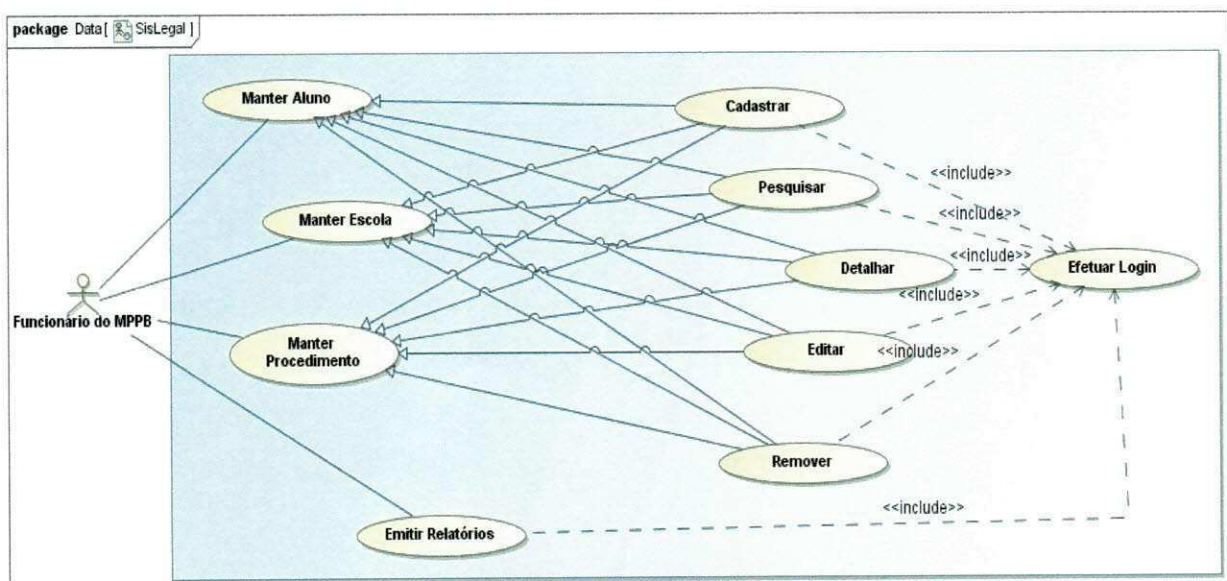 package Data[ SisLegal ]
Manter Aluno
Cadastrar
<<include>>
Pesquisar
<<include>>
Manter Escola
<<include>>
Detalhar
Efetuar Login
<<include>>
Funcionário do MPPB
Manter
Procedimento
Editar
<<include>>
Remover
<<include>>
Emitir Relatórios